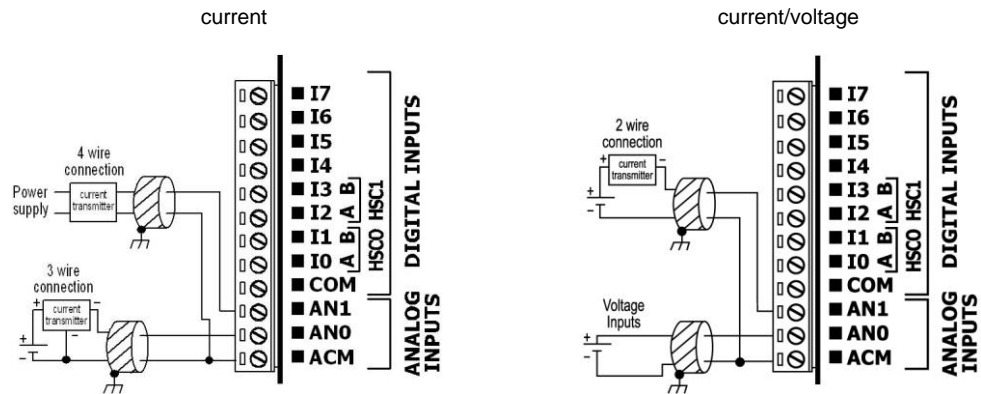 current
I7
I6
I5
I4
I3
I2
I1
I0
COM
AN1
AN0
ACM
A B
HSC1
A B
HSC0
DIGITAL INPUTS
ANALOG
INPUTS
4 wire
connection
Power
supply
current
transmitter
3 wire
connection
+
current
transmitter
−
−
+
−
current/voltage
I7
I6
I5
I4
I3
I2
I1
I0
COM
AN1
AN0
ACM
A B
HSC1
A B
HSC0
DIGITAL INPUTS
ANALOG
INPUTS
2 wire
connection
+
current
transmitter
−
+
−
Voltage
Inputs
+
−